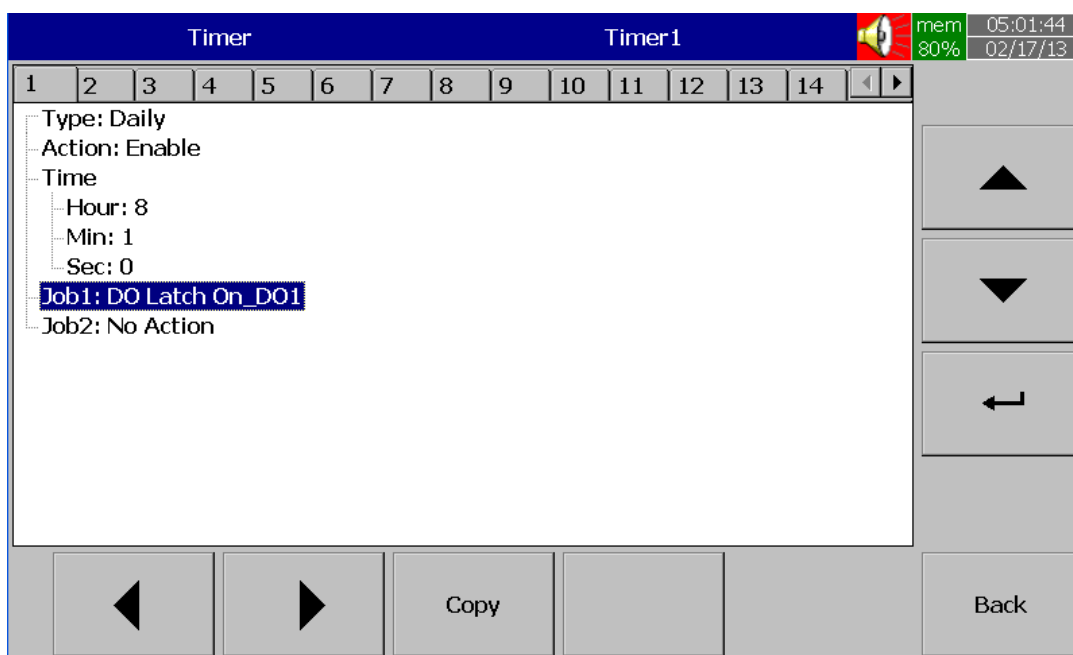 Timer Timer1 mem 05:01:44
80% 02/17/13
1 2 3 4 5 6 7 8 9 10 11 12 13 14
Type: Daily
Action: Enable
Time
Hour: 8
Min: 1
Sec: 0
Job1: DO Latch On_DO1
Job2: No Action
Copy Back